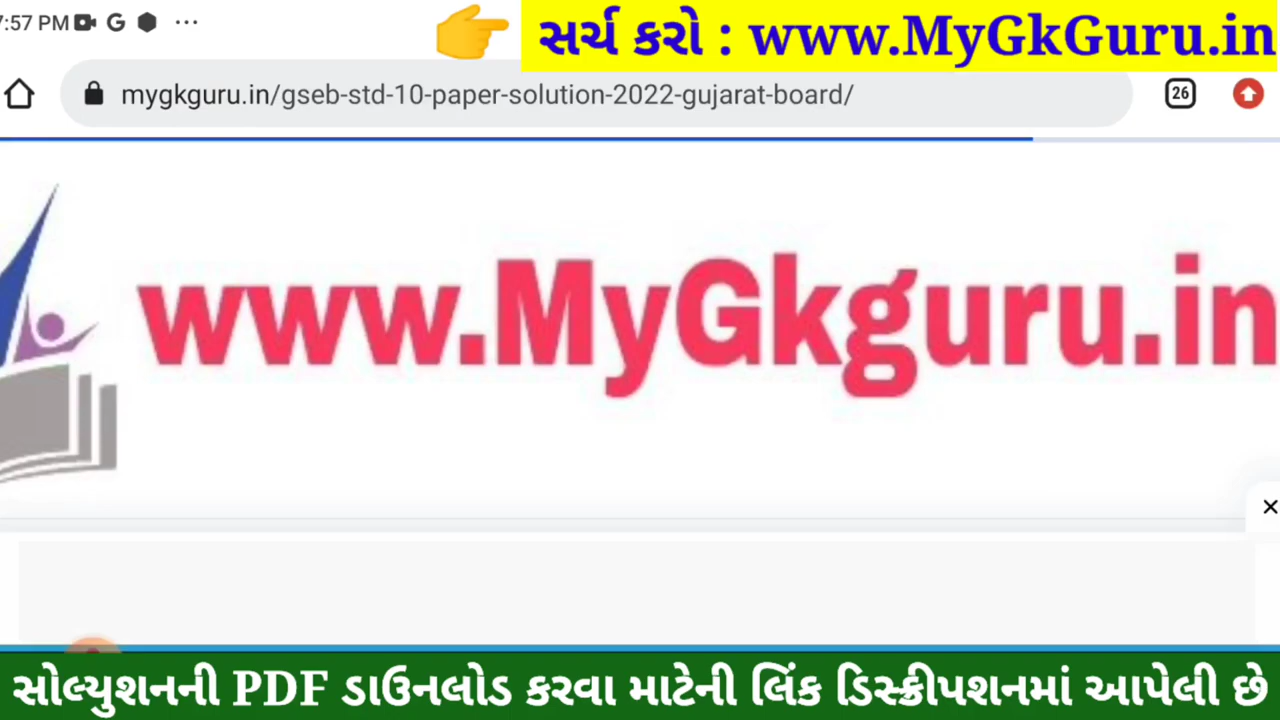 :57 PM G ...
સર્ચ કરો : www.MyGkGuru.in
mygkguru.in/gseb-std-10-paper-solution-2022-gujarat-board/
26
www.MyGkguru.in
સોલ્યુશનની PDF ડાઉનલોડ કરવા માટેની લિંક ડિસ્ક્રીપશનમાં આપેલી છે